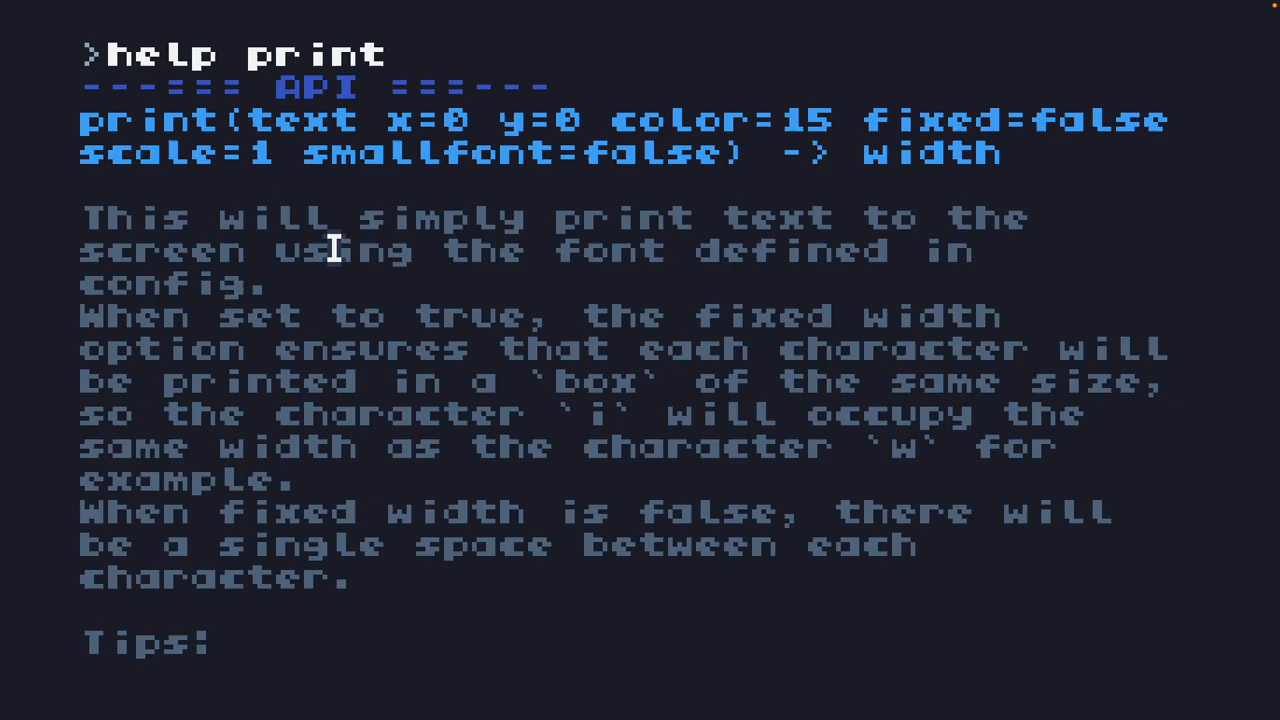 >help print
---=== API ===---
print(text x=0 y=0 color=15 fixed=false
scale=1 smallfont=false) -> width
This will simply print text to the
screen using the font defined in
config.
When set to true, the fixed width
option ensures that each character will
be printed in a `box` of the same size,
so the character `i` will occupy the
same width as the character `w` for
example.
When fixed width is false, there will
be a single space between each
character.
Tips: